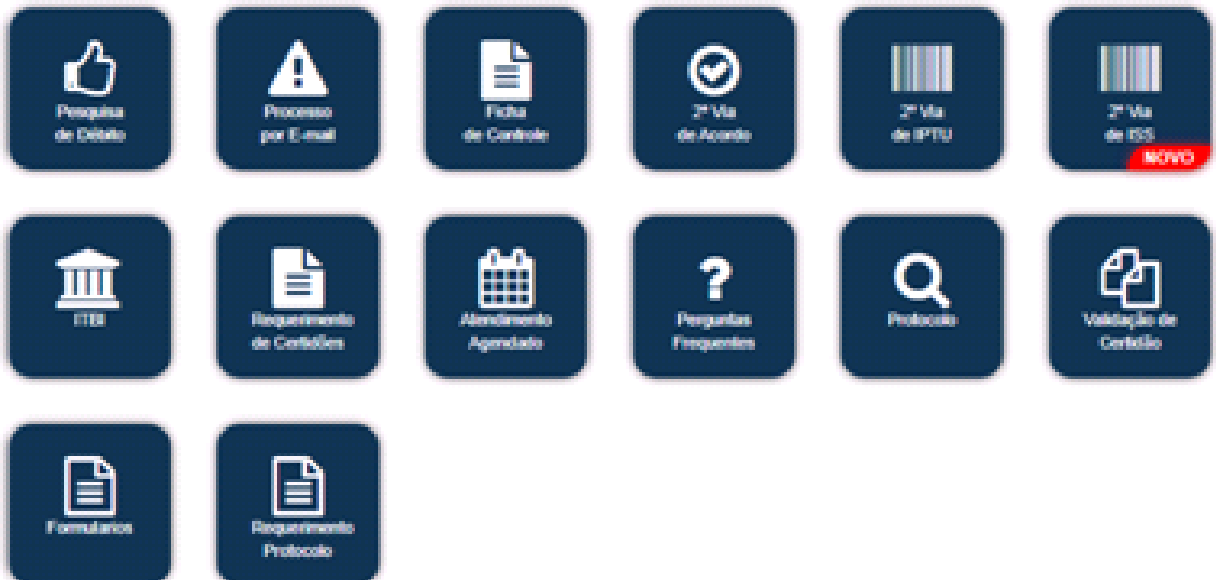 Pesquisa
de Débito
Processo
por E-mail
Ficha
de Controle
2ª Via
de Acordo
2ª Via
de IPTU
2ª Via
de ISS
NOVO
ITBI
Requerimento
de Certidões
Atendimento
Agendado
Perguntas
Frequentes
Protocolo
Validação de
Certidão
Formularios
Requerimento
Protocolo